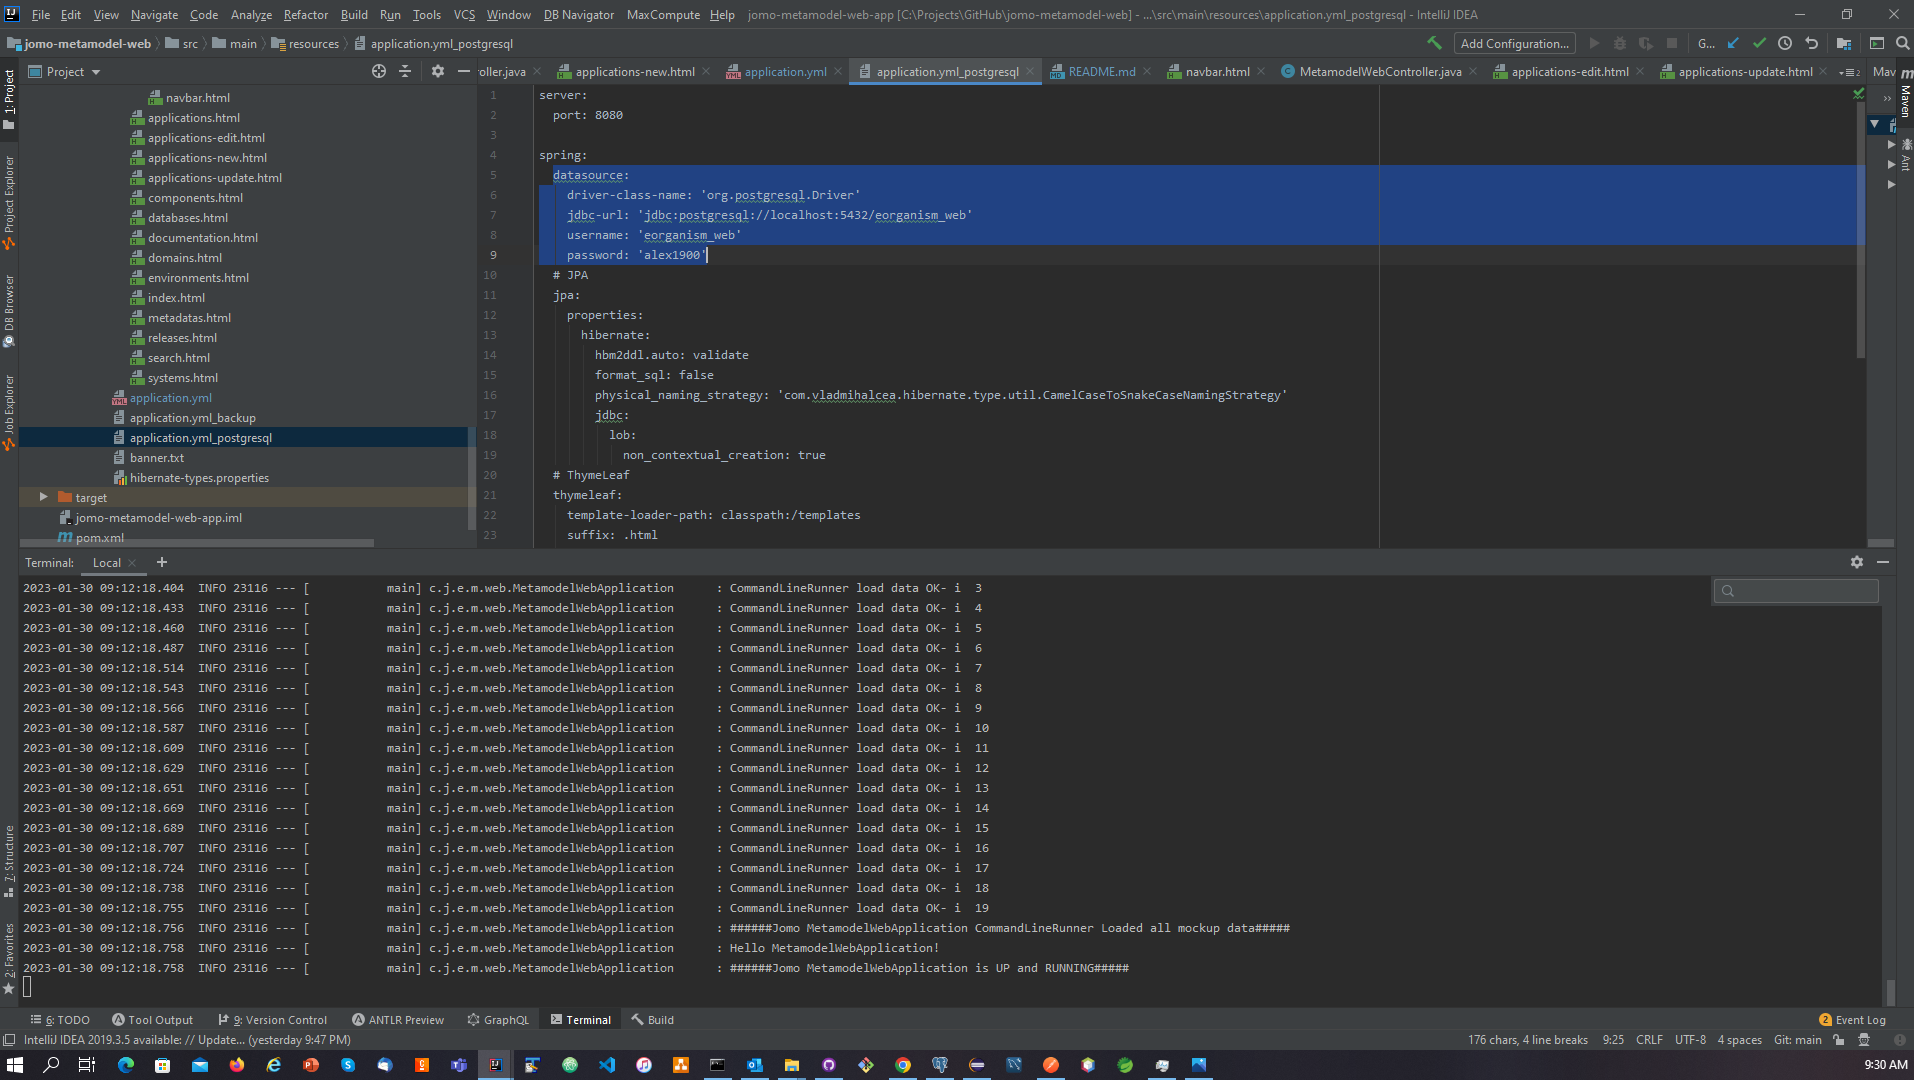 File Edit View Navigate Code Analyze Refactor Build Run Tools VCS Window DB Navigator MaxCompute Help jomo-metamodel-web-app [C:\Projects\GitHub\jomo-metamodel-web] - ...\src\main\resources\application.yml_postgresql - IntelliJ IDEA
jomo-metamodel-web src main resources application.yml_postgresql Add Configuration... G...
Project oller.java applications-new.html application.yml application.yml_postgresql README.md navbar.html MetamodelWebController.java applications-edit.html applications-update.html Mav
1: Project
Project Explorer
DB Browser
Job Explorer
7: Structure
2: Favorites
navbar.html
applications.html
applications-edit.html
applications-new.html
applications-update.html
components.html
databases.html
documentation.html
domains.html
environments.html
index.html
metadatas.html
releases.html
search.html
systems.html
application.yml
application.yml_backup
application.yml_postgresql
banner.txt
hibernate-types.properties
target
jomo-metamodel-web-app.iml
pom.xml
1 server:
2 port: 8080
3
4 spring:
5 datasource:
6 driver-class-name: 'org.postgresql.Driver'
7 jdbc-url: 'jdbc:postgresql://localhost:5432/eorganism_web'
8 username: 'eorganism_web'
9 password: 'alex1900'
10 # JPA
11 jpa:
12 properties:
13 hibernate:
14 hbm2ddl.auto: validate
15 format_sql: false
16 physical_naming_strategy: 'com.vladmihalcea.hibernate.type.util.CamelCaseToSnakeCaseNamingStrategy'
17 jdbc:
18 lob:
19 non_contextual_creation: true
20 # ThymeLeaf
21 thymeleaf:
22 template-loader-path: classpath:/templates
23 suffix: .html
Maven
Ant
Terminal: Local
2023-01-30 09:12:18.404 INFO 23116 --- [ main] c.j.e.m.web.MetamodelWebApplication : CommandLineRunner load data OK- i 3
2023-01-30 09:12:18.433 INFO 23116 --- [ main] c.j.e.m.web.MetamodelWebApplication : CommandLineRunner load data OK- i 4
2023-01-30 09:12:18.460 INFO 23116 --- [ main] c.j.e.m.web.MetamodelWebApplication : CommandLineRunner load data OK- i 5
2023-01-30 09:12:18.487 INFO 23116 --- [ main] c.j.e.m.web.MetamodelWebApplication : CommandLineRunner load data OK- i 6
2023-01-30 09:12:18.514 INFO 23116 --- [ main] c.j.e.m.web.MetamodelWebApplication : CommandLineRunner load data OK- i 7
2023-01-30 09:12:18.543 INFO 23116 --- [ main] c.j.e.m.web.MetamodelWebApplication : CommandLineRunner load data OK- i 8
2023-01-30 09:12:18.566 INFO 23116 --- [ main] c.j.e.m.web.MetamodelWebApplication : CommandLineRunner load data OK- i 9
2023-01-30 09:12:18.587 INFO 23116 --- [ main] c.j.e.m.web.MetamodelWebApplication : CommandLineRunner load data OK- i 10
2023-01-30 09:12:18.609 INFO 23116 --- [ main] c.j.e.m.web.MetamodelWebApplication : CommandLineRunner load data OK- i 11
2023-01-30 09:12:18.629 INFO 23116 --- [ main] c.j.e.m.web.MetamodelWebApplication : CommandLineRunner load data OK- i 12
2023-01-30 09:12:18.651 INFO 23116 --- [ main] c.j.e.m.web.MetamodelWebApplication : CommandLineRunner load data OK- i 13
2023-01-30 09:12:18.669 INFO 23116 --- [ main] c.j.e.m.web.MetamodelWebApplication : CommandLineRunner load data OK- i 14
2023-01-30 09:12:18.689 INFO 23116 --- [ main] c.j.e.m.web.MetamodelWebApplication : CommandLineRunner load data OK- i 15
2023-01-30 09:12:18.707 INFO 23116 --- [ main] c.j.e.m.web.MetamodelWebApplication : CommandLineRunner load data OK- i 16
2023-01-30 09:12:18.724 INFO 23116 --- [ main] c.j.e.m.web.MetamodelWebApplication : CommandLineRunner load data OK- i 17
2023-01-30 09:12:18.738 INFO 23116 --- [ main] c.j.e.m.web.MetamodelWebApplication : CommandLineRunner load data OK- i 18
2023-01-30 09:12:18.755 INFO 23116 --- [ main] c.j.e.m.web.MetamodelWebApplication : CommandLineRunner load data OK- i 19
2023-01-30 09:12:18.756 INFO 23116 --- [ main] c.j.e.m.web.MetamodelWebApplication : ######Jomo MetamodelWebApplication CommandLineRunner Loaded all mockup data#####
2023-01-30 09:12:18.758 INFO 23116 --- [ main] c.j.e.m.web.MetamodelWebApplication : Hello MetamodelWebApplication!
2023-01-30 09:12:18.758 INFO 23116 --- [ main] c.j.e.m.web.MetamodelWebApplication : ######Jomo MetamodelWebApplication is UP and RUNNING#####
6: TODO Tool Output 9: Version Control ANTLR Preview GraphQL Terminal Build 2 Event Log
IntelliJ IDEA 2019.3.5 available: // Update... (yesterday 9:47 PM) 176 chars, 4 line breaks 9:25 CRLF UTF-8 4 spaces Git: main
9:30 AM